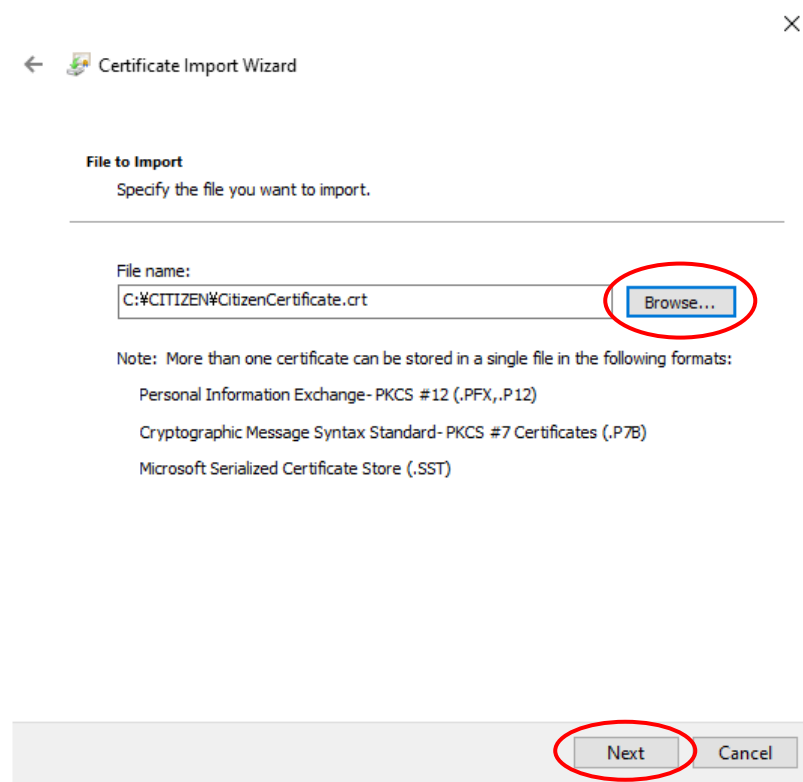 Certificate Import Wizard
File to Import
Specify the file you want to import.
File name:
C:¥CITIZEN¥CitizenCertificate.crt
Browse...
Note: More than one certificate can be stored in a single file in the following formats:
Personal Information Exchange- PKCS #12 (.PFX,.P12)
Cryptographic Message Syntax Standard- PKCS #7 Certificates (.P7B)
Microsoft Serialized Certificate Store (.SST)
Next
Cancel